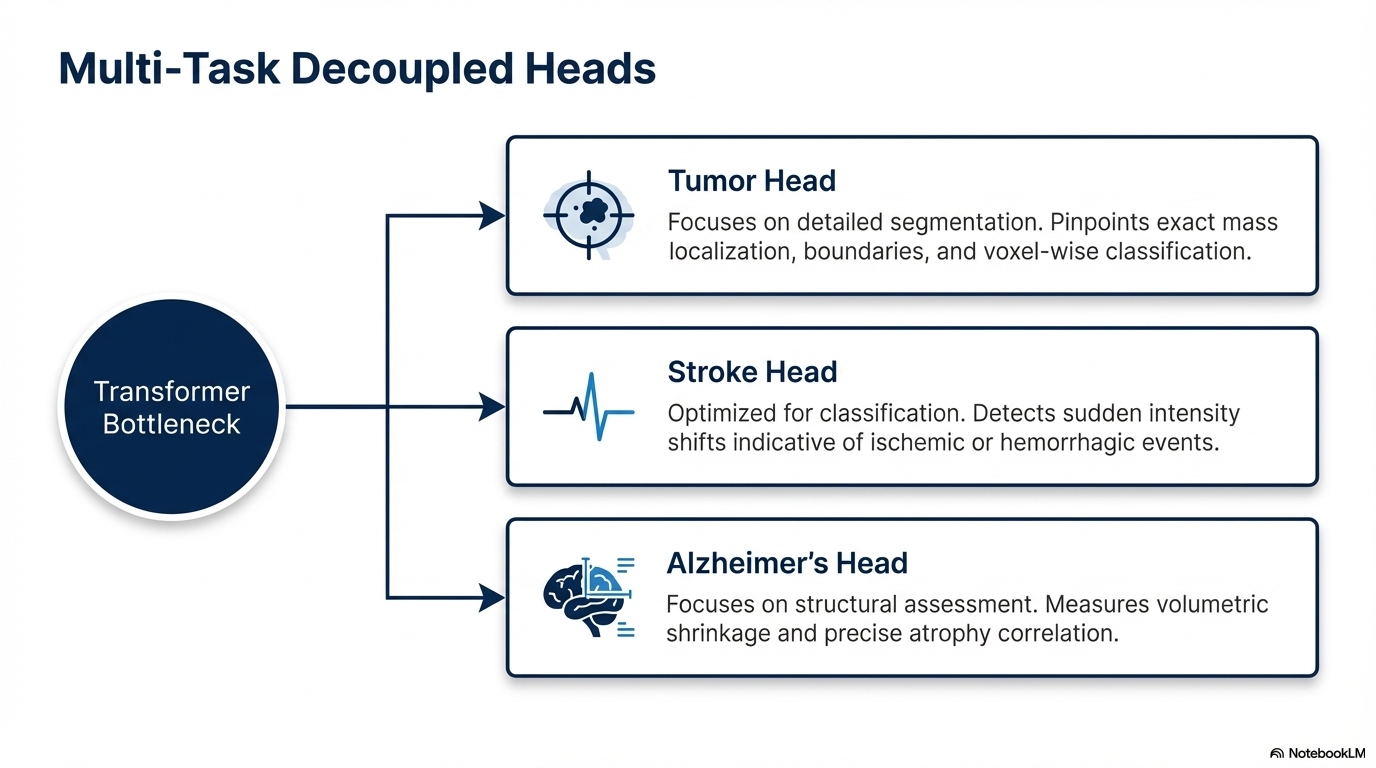 Multi-Task Decoupled Heads
Transformer
Bottleneck
Tumor Head
Focuses on detailed segmentation. Pinpoints exact mass
localization, boundaries, and voxel-wise classification.
Stroke Head
Optimized for classification. Detects sudden intensity
shifts indicative of ischemic or hemorrhagic events.
Alzheimer’s Head
Focuses on structural assessment. Measures volumetric
shrinkage and precise atrophy correlation.
NotebookLM